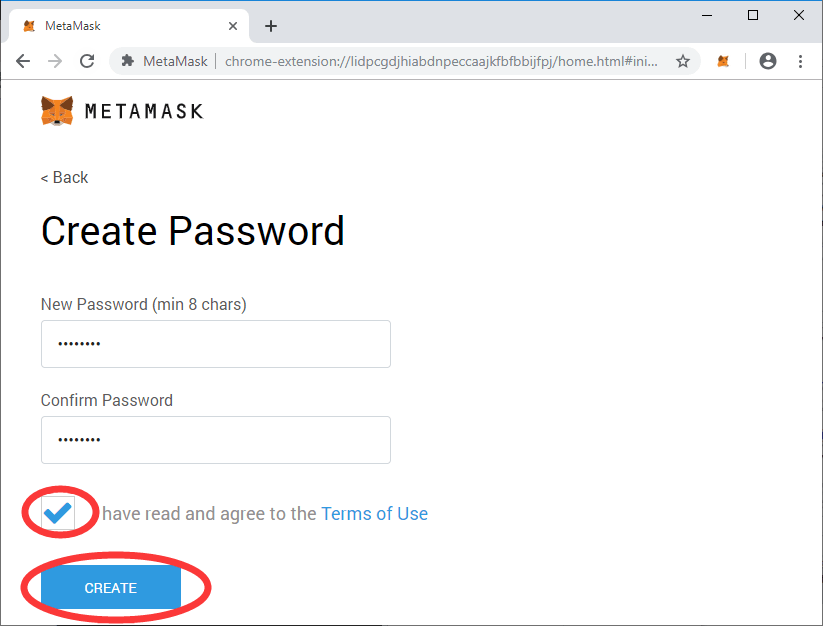 MetaMask
MetaMask | chrome-extension://lidpcgdjhiabdnpeccaajkfbfbbijfpj/home.html#ini...
METAMASK
< Back
Create Password
New Password (min 8 chars)
••••••••
Confirm Password
••••••••
have read and agree to the Terms of Use
CREATE